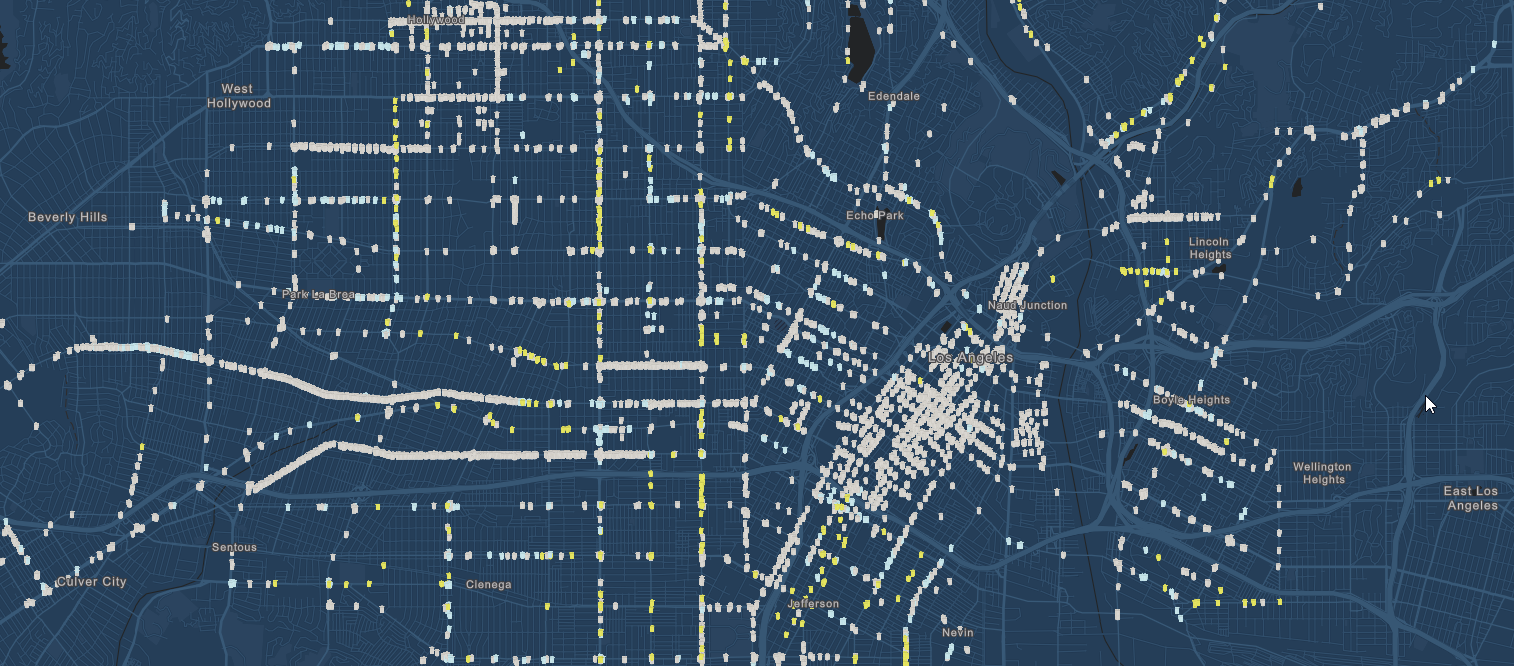 Hollywood
West
Hollywood
Edendale
Beverly Hills
Echo Park
Lincoln
Heights
Park La Brea
Naud Junction
Los Angeles
Boyle Heights
Wellington
Heights
East Los
Angeles
Sentous
Culver City
Cienega
Jefferson
Nevin